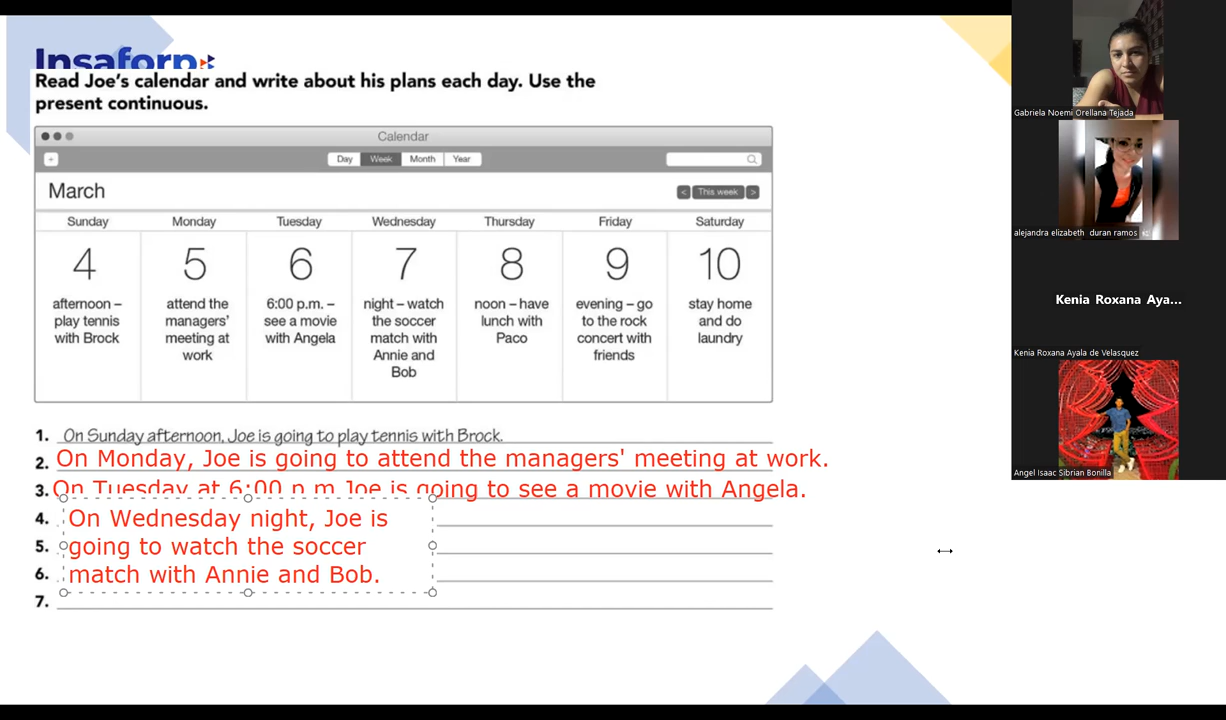 Insaforp
Read Joe's calendar and write about his plans each day. Use the
present continuous.
Calendar
+
Day Week Month Year
March
< This week >
Sunday Monday Tuesday Wednesday Thursday Friday Saturday
4 5 6 7 8 9 10
afternoon –
play tennis
with Brock
attend the
managers'
meeting at
work
6:00 p.m. –
see a movie
with Angela
night – watch
the soccer
match with
Annie and
Bob
noon – have
lunch with
Paco
evening – go
to the rock
concert with
friends
stay home
and do
laundry
1. On Sunday afternoon, Joe is going to play tennis with Brock.
2. On Monday, Joe is going to attend the managers' meeting at work.
3. On Tuesday at 6:00 p.m Joe is going to see a movie with Angela.
4. On Wednesday night, Joe is
5. going to watch the soccer
6. match with Annie and Bob.
7.
Gabriela Noemi Orellana Tejada
alejandra elizabeth duran ramos
Kenia Roxana Aya...
Kenia Roxana Ayala de Velasquez
Angel Isaac Sibrian Bonilla